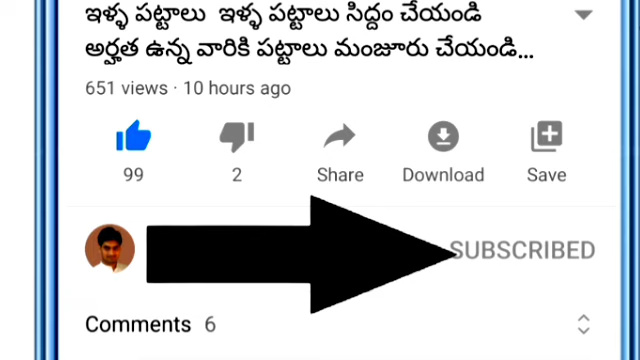 ఇళ్ళ పట్టాలు ఇళ్ళ పట్టాలు సిద్దం చేయండి
అర్హత ఉన్న వారికి పట్టాలు మంజూరు చేయండి...
651 views · 10 hours ago
99 2 Share Download Save
SUBSCRIBED
Comments 6